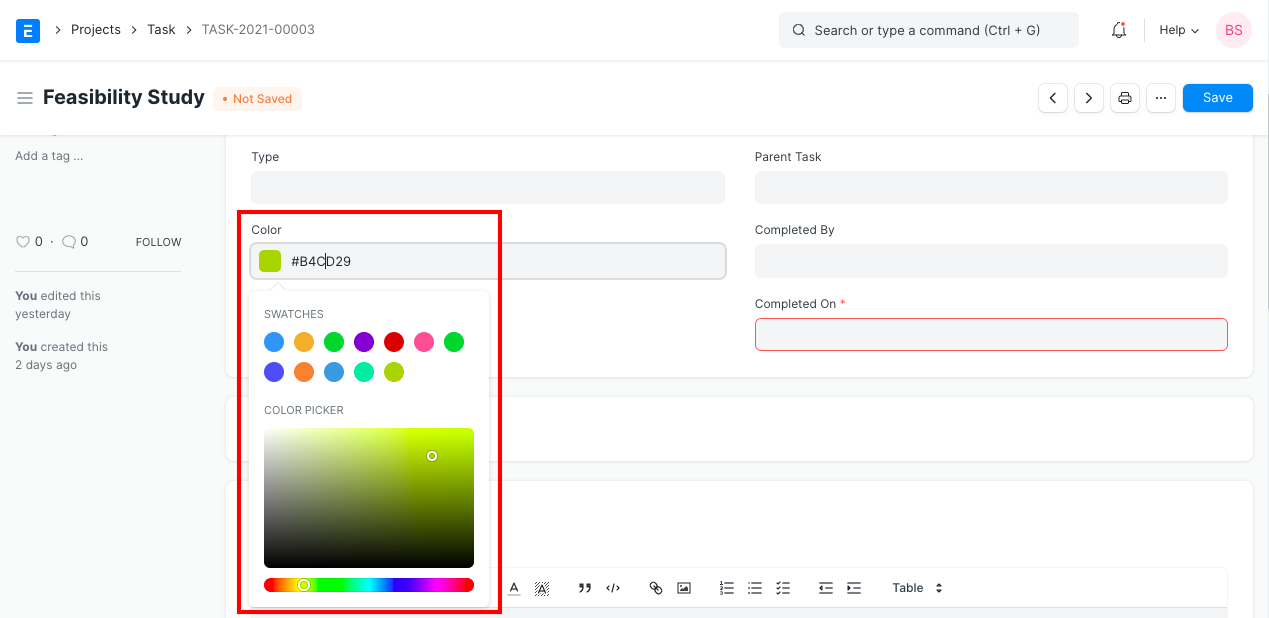 E
Projects
Task
TASK-2021-00003
Search or type a command (Ctrl + G)
Help
BS
Feasibility Study
• Not Saved
Save
Add a tag ...
0 · 0
FOLLOW
You edited this
yesterday
You created this
2 days ago
Type
Parent Task
Color
#B4CD29
Completed By
Completed On *
SWATCHES
COLOR PICKER
A
A
Table